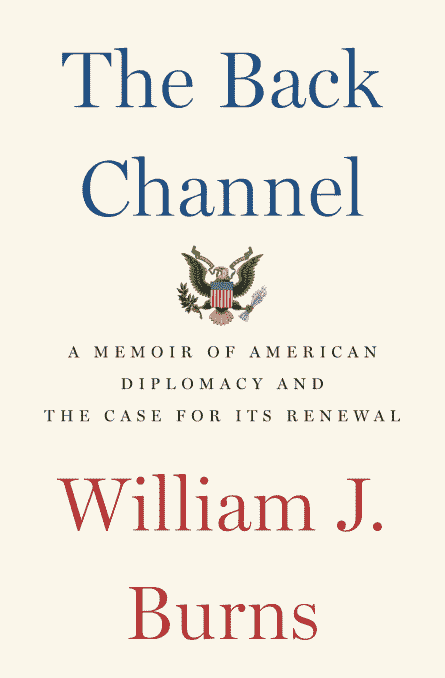 The Back
Channel
A MEMOIR OF AMERICAN
DIPLOMACY AND
THE CASE FOR ITS RENEWAL
William J.
Burns